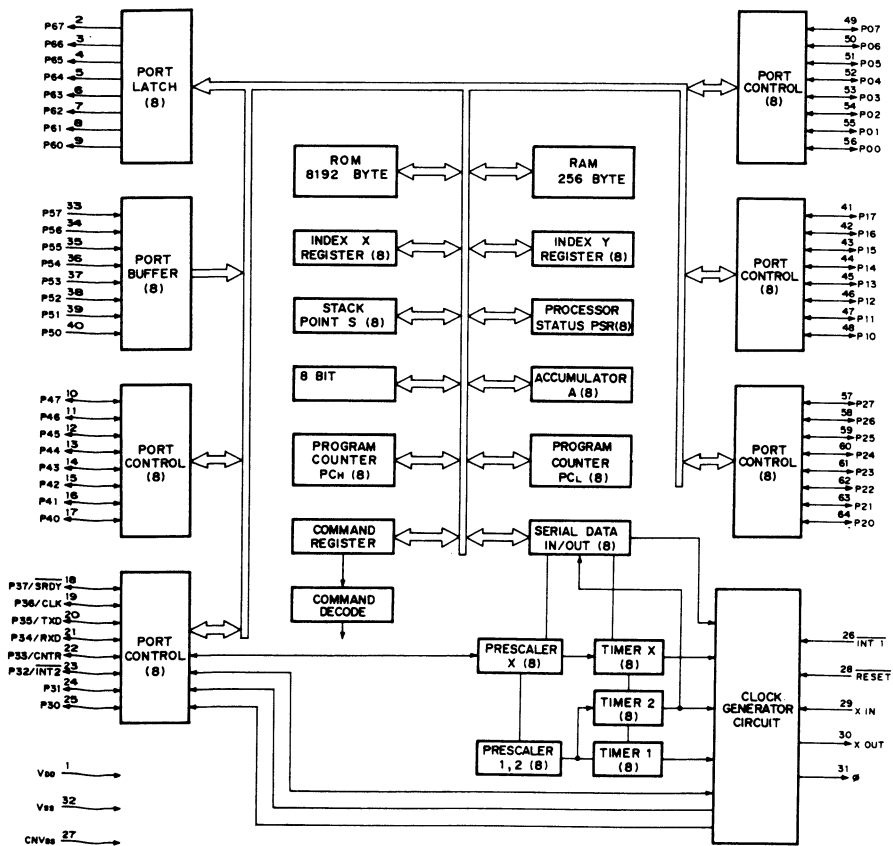 P67 2
P66 3
P65 4
P64 5
P63 6
P62 7
P61 8
P60 9
PORT
LATCH
(8)
P57 33
P56 34
P55 35
P54 36
P53 37
P52 38
P51 39
P50 40
PORT
BUFFER
(8)
P47 10
P46 11
P45 12
P44 13
P43 14
P42 15
P41 16
P40 17
PORT
CONTROL
(8)
P37/SRDY 18
P36/CLK 19
P35/TXD 20
P34/RXD 21
P33/CNTR 22
P32/INT2 23
P31 24
P30 25
PORT
CONTROL
(8)
VDD 1
VSS 32
CNVSS 27
ROM
8192 BYTE
RAM
256 BYTE
INDEX X
REGISTER (8)
INDEX Y
REGISTER (8)
STACK
POINT S (8)
PROCESSOR
STATUS PSR(8)
8 BIT
ACCUMULATOR
A (8)
PROGRAM
COUNTER
PCH (8)
PROGRAM
COUNTER
PCL (8)
COMMAND
REGISTER
SERIAL DATA
IN/OUT (8)
COMMAND
DECODE
PRESCALER
X (8)
TIMER X
(8)
TIMER 2
(8)
PRESCALER
1, 2 (8)
TIMER 1
(8)
PORT
CONTROL
(8)
49 P07
50 P06
51 P05
52 P04
53 P03
54 P02
55 P01
56 P00
PORT
CONTROL
(8)
41 P17
42 P16
43 P15
44 P14
45 P13
46 P12
47 P11
48 P10
PORT
CONTROL
(8)
57 P27
58 P26
59 P25
60 P24
61 P23
62 P22
63 P21
64 P20
CLOCK
GENERATOR
CIRCUIT
26 INT 1
28 RESET
29 X IN
30 X OUT
31 ø